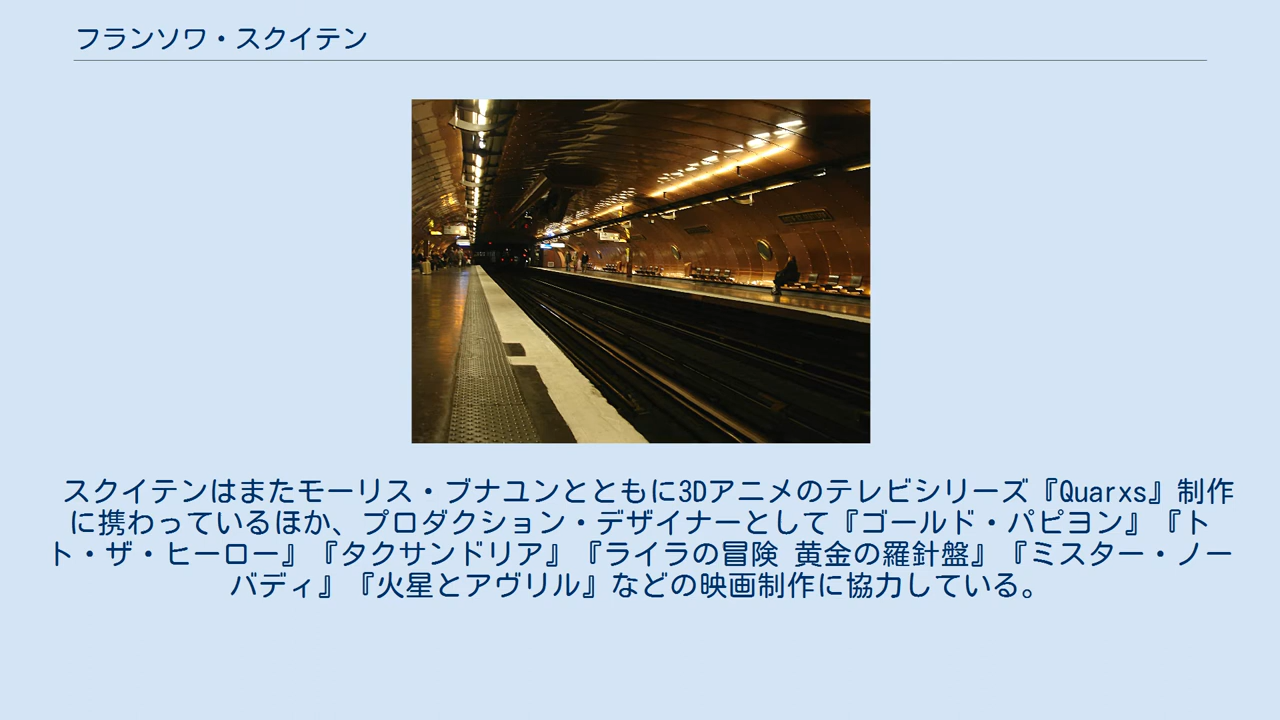 フランソワ・スクイテン
スクイテンはまたモーリス・ブナユンとともに3Dアニメのテレビシリーズ『Quarxs』制作
に携わっているほか、プロダクション・デザイナーとして『ゴールド・パピヨン』『ト
ト・ザ・ヒーロー』『タクサンドリア』『ライラの冒険 黄金の羅針盤』『ミスター・ノー
バディ』『火星とアヴリル』などの映画制作に協力している。